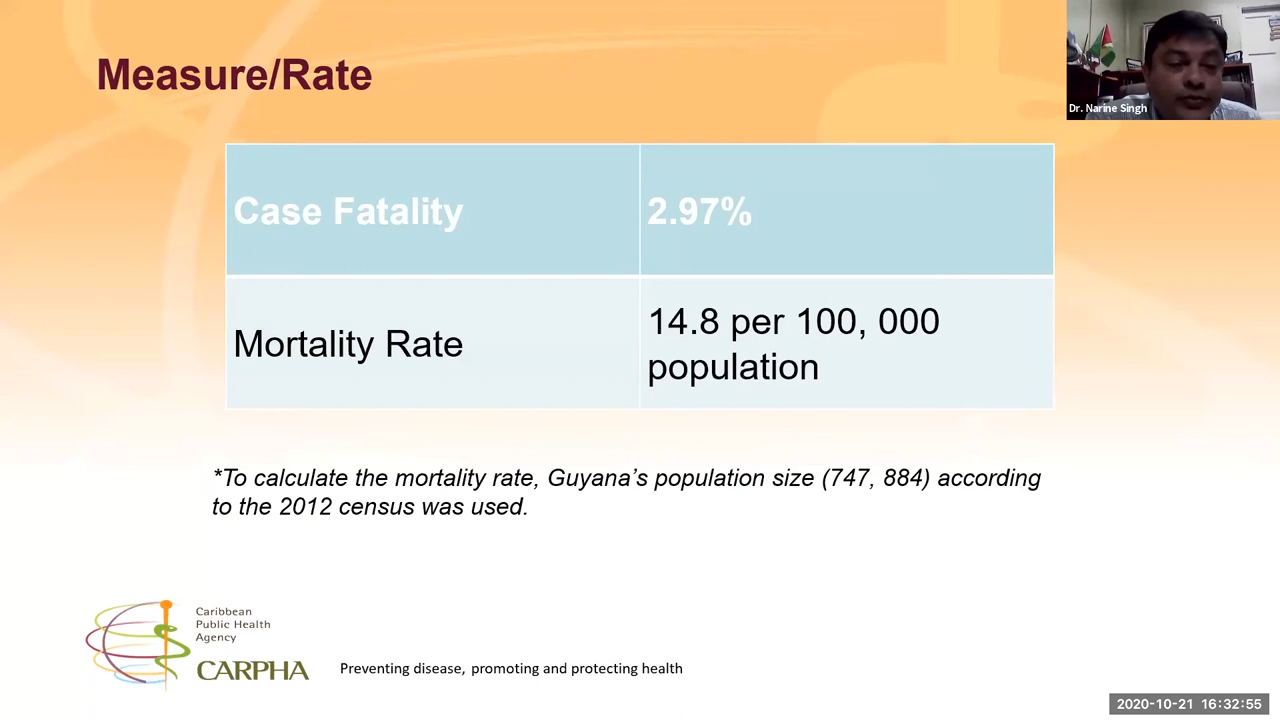 Measure/Rate
Dr. Narine Singh
Case Fatality
2.97%
Mortality Rate
14.8 per 100, 000
population
*To calculate the mortality rate, Guyana’s population size (747, 884) according
to the 2012 census was used.
Caribbean
Public Health
Agency
CARPHA
Preventing disease, promoting and protecting health
2020-10-21 16:32:55